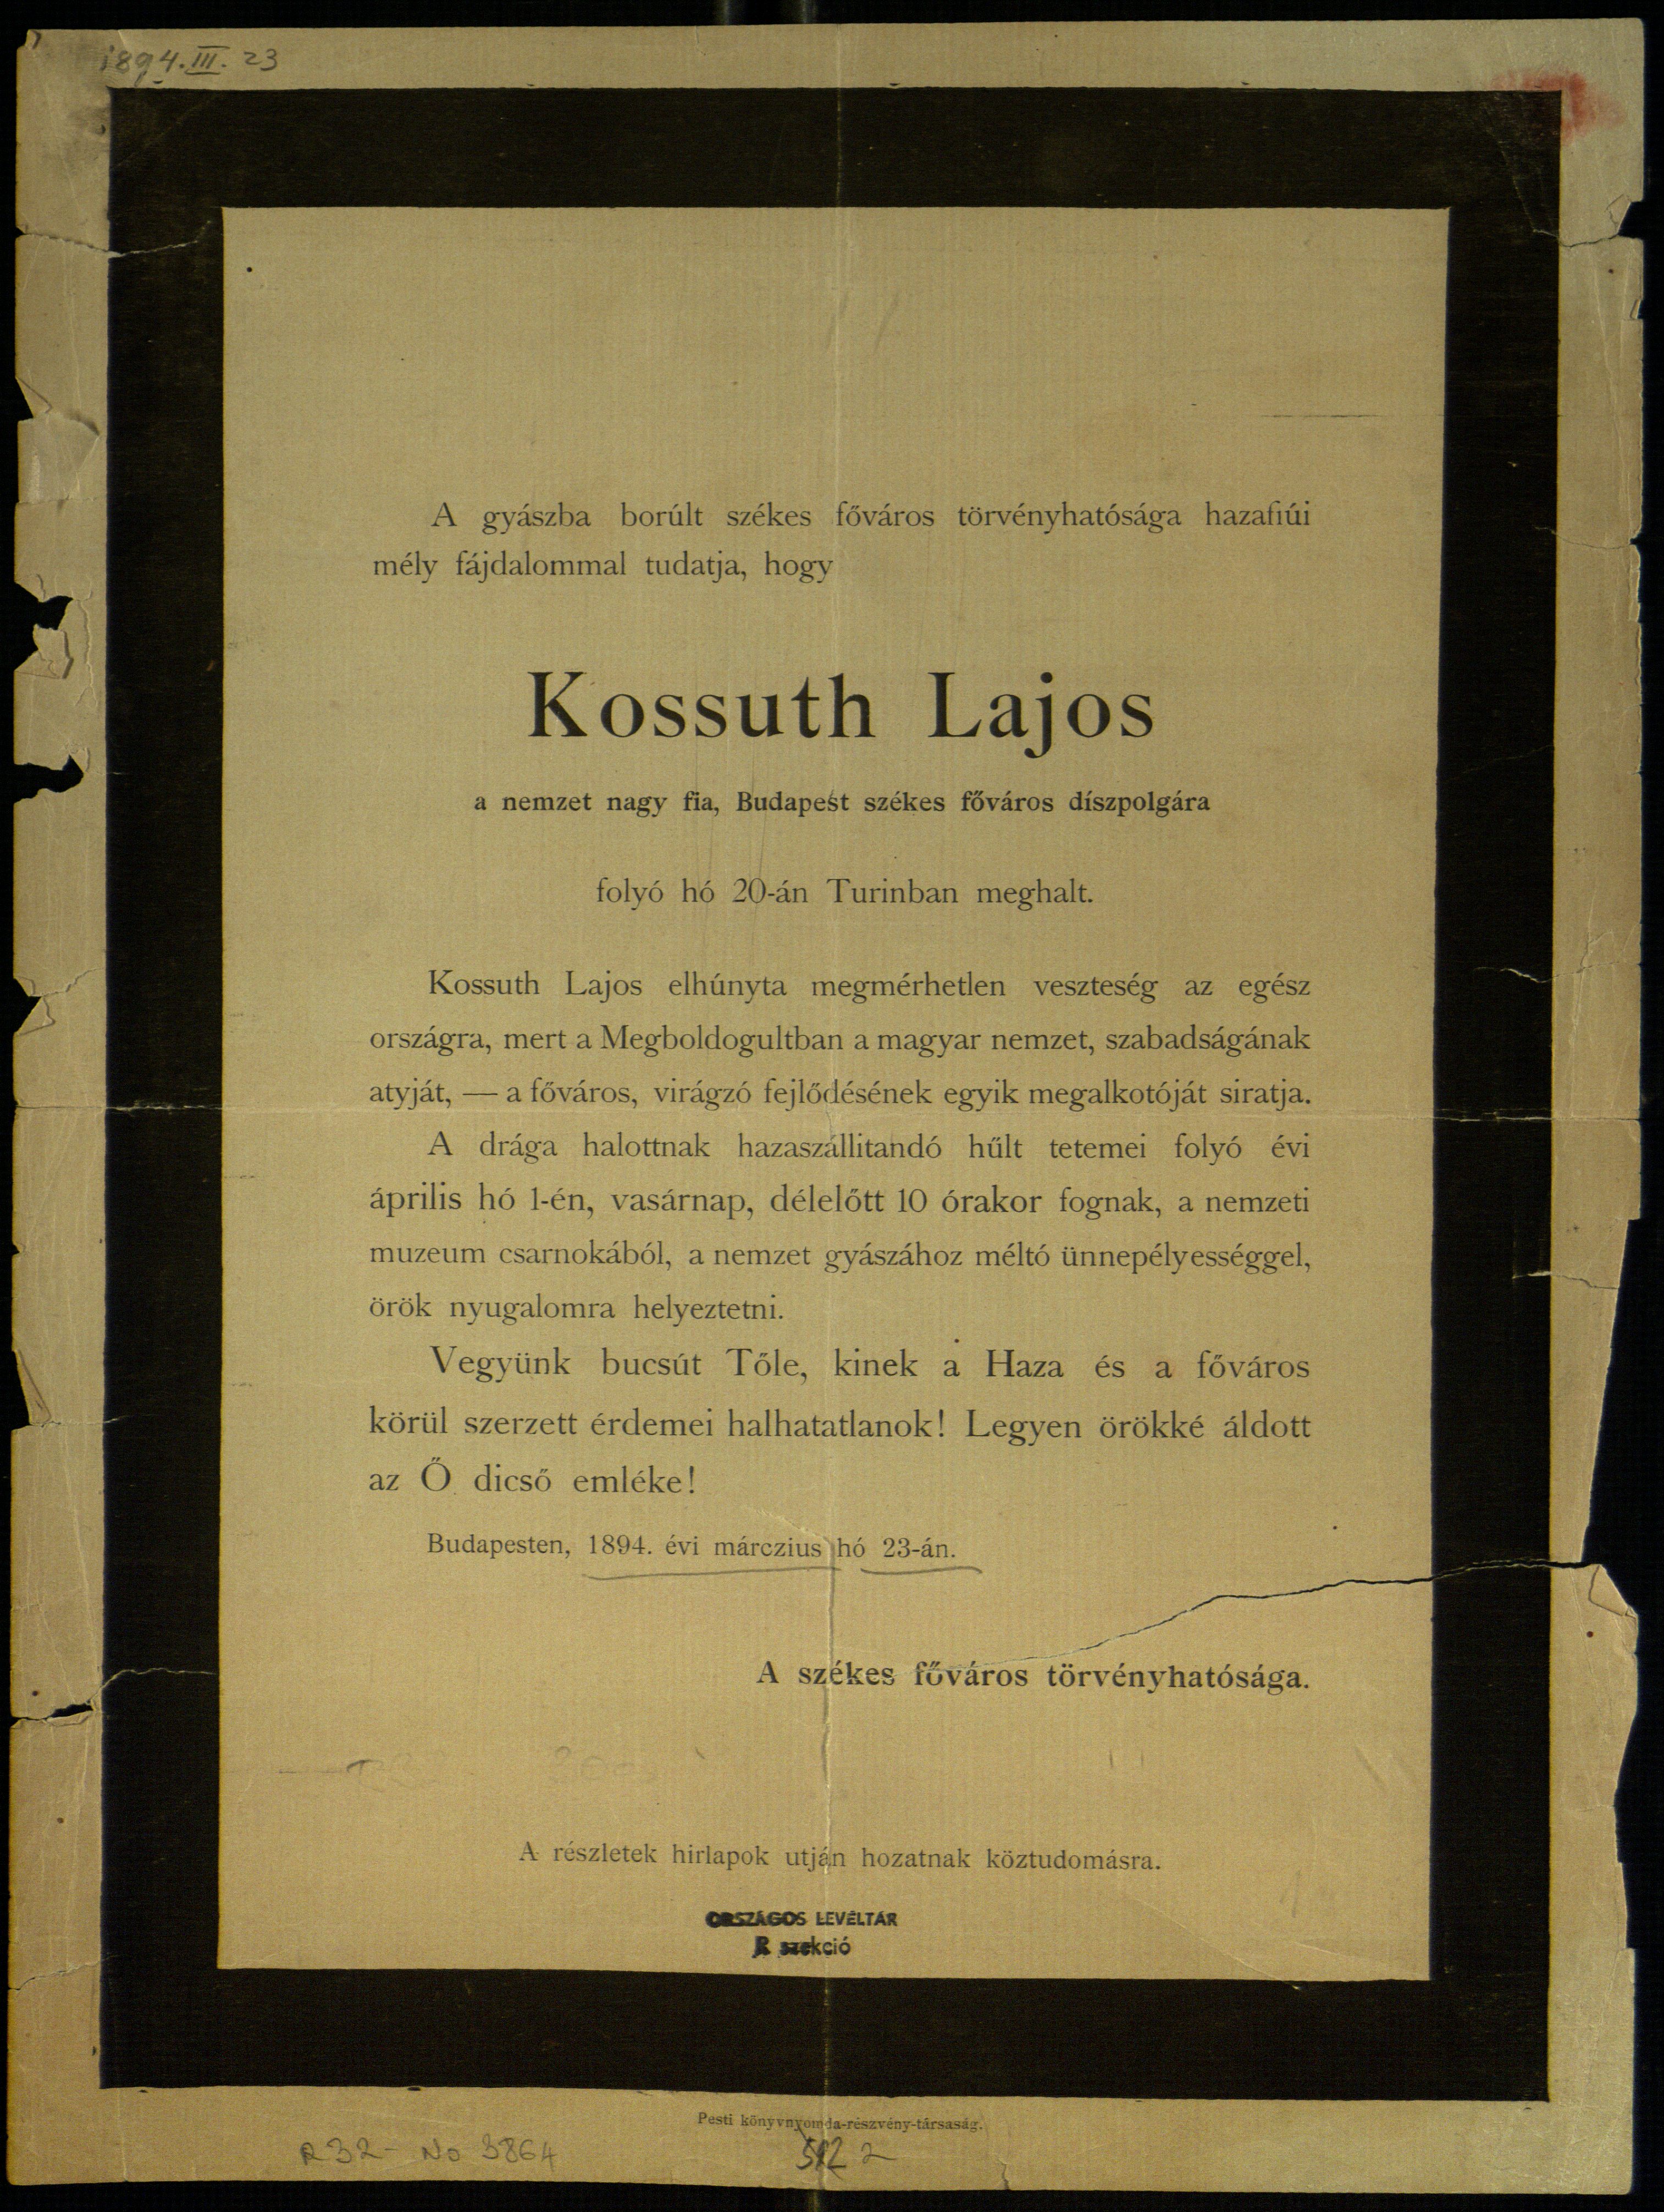 1894.III.23
A gyászba borúlt székes főváros törvényhatósága hazafiúi
mély fájdalommal tudatja, hogy
Kossuth Lajos
a nemzet nagy fia, Budapest székes főváros díszpolgára
folyó hó 20-án Turinban meghalt.
Kossuth Lajos elhúnyta megmérhetlen veszteség az egész
országra, mert a Megboldogultban a magyar nemzet, szabadságának
atyját, — a főváros, virágzó fejlődésének egyik megalkotóját siratja.
A drága halottnak hazaszállitandó hűlt tetemei folyó évi
április hó 1-én, vasárnap, délelőtt 10 órakor fognak, a nemzeti
muzeum csarnokából, a nemzet gyászához méltó ünnepélyességgel,
örök nyugalomra helyeztetni.
Vegyünk bucsút Tőle, kinek a Haza és a főváros
körül szerzett érdemei halhatatlanok! Legyen örökké áldott
az Ő dicső emléke!
Budapesten, 1894. évi márczius hó 23-án.
A székes főváros törvényhatósága.
A részletek hirlapok utján hozatnak köztudomásra.
ORSZÁGOS LEVÉLTÁR
R szekció
Pesti könyvnyomda-részvény-társaság.
R 32 - No 3864